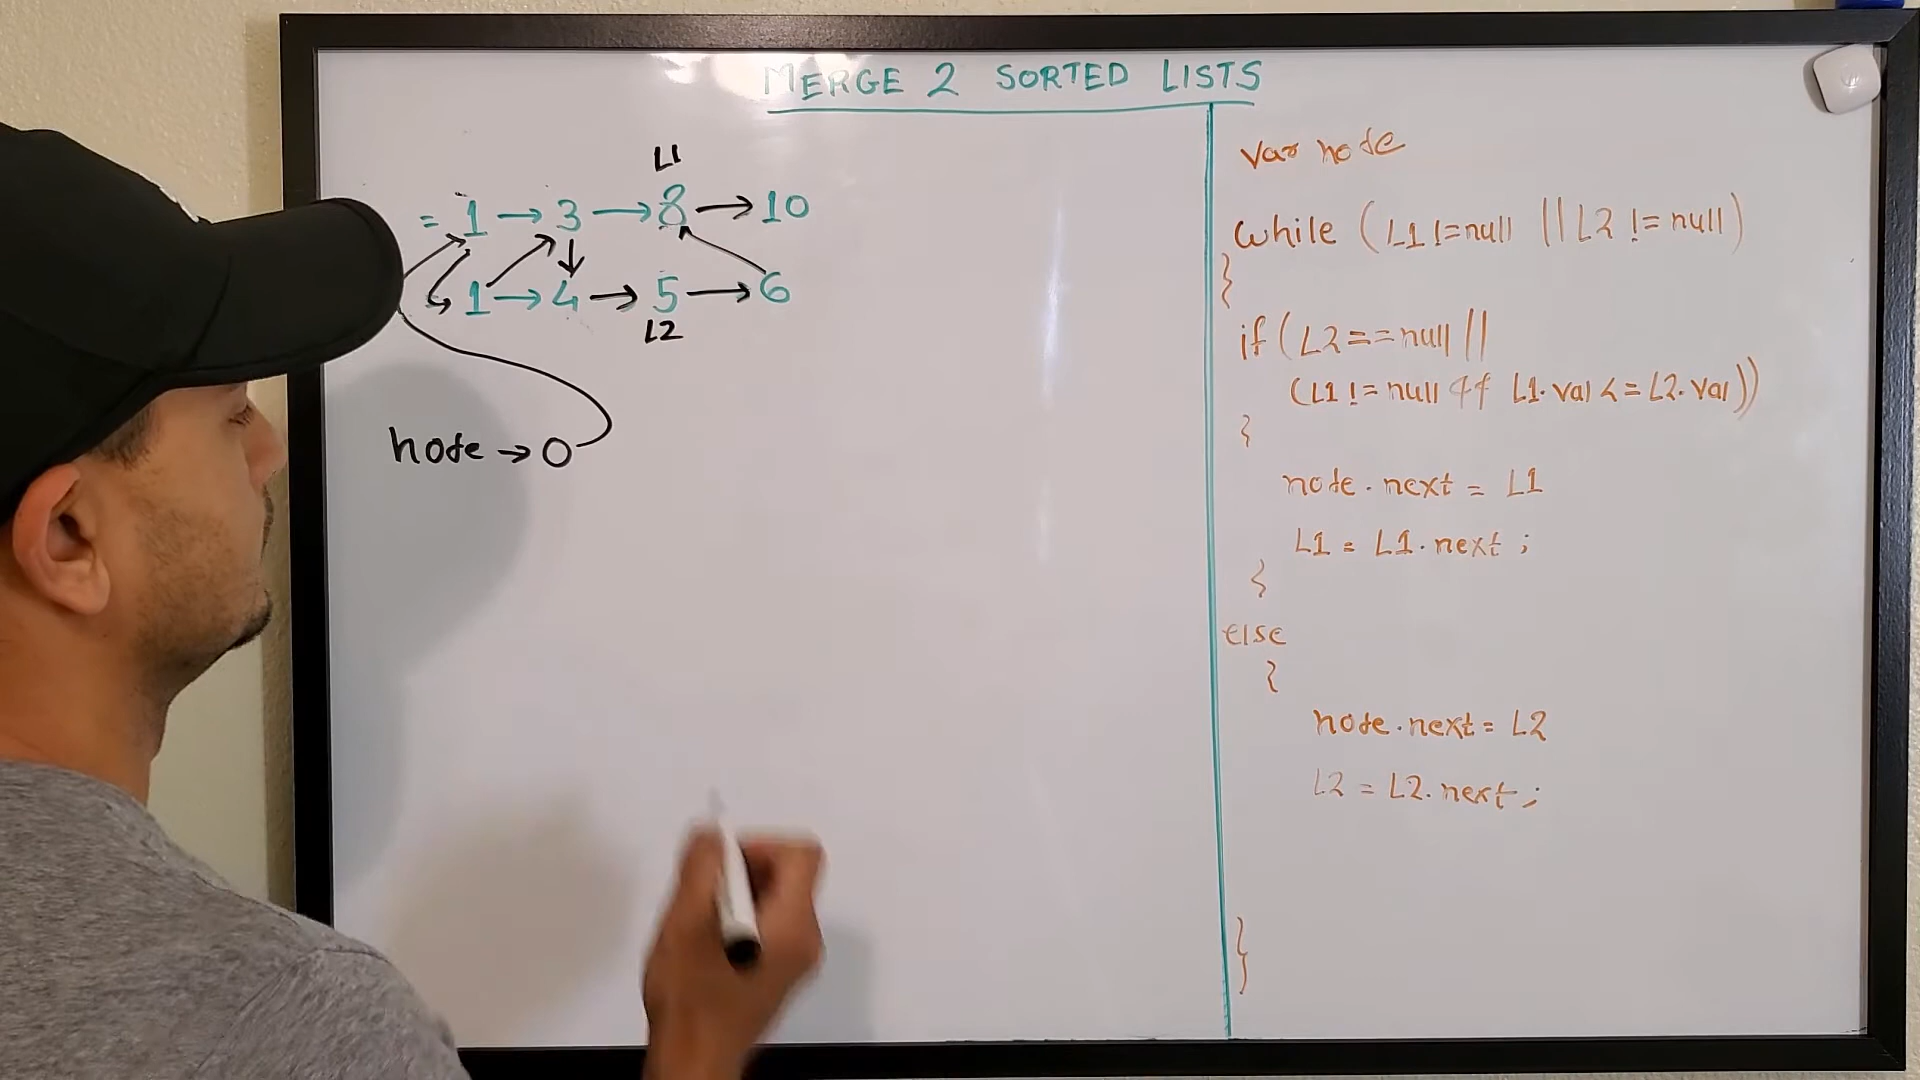 MERGE 2 SORTED LISTS
L1
= 1 → 3 → 8 → 10
1 → 4 → 5 → 6
L2
node → 0
var node
while (L1 != null || L2 != null)
}
if (L2 == null ||
(L1 != null && L1.val <= L2.val))
}
node.next = L1
L1 = L1.next ;
{
else
{
node.next = L2
L2 = L2.next ;
}